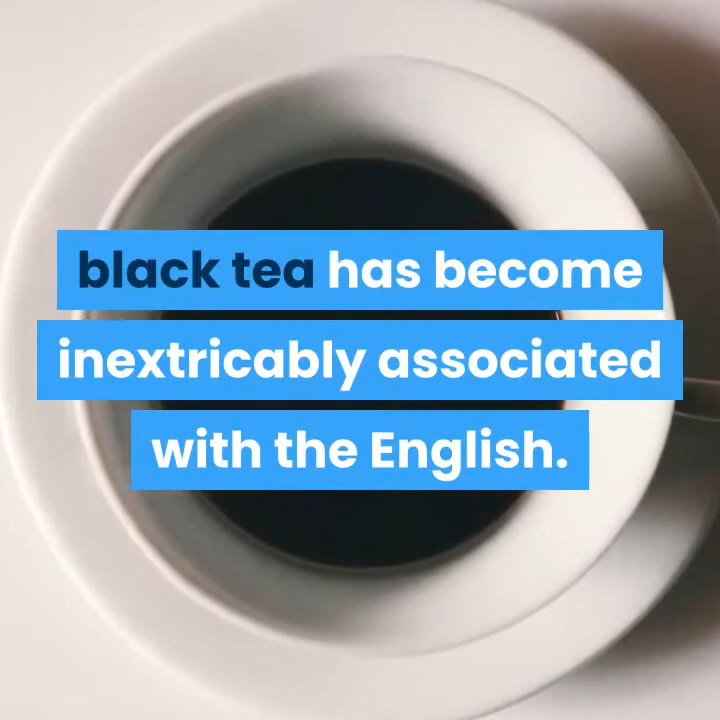 black tea has become
inextricably associated
with the English.